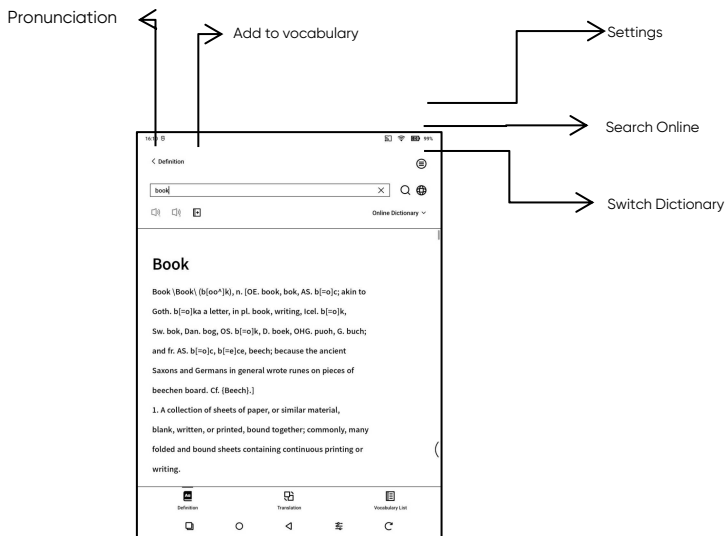 Pronunciation
Add to vocabulary
Settings
Search Online
Switch Dictionary
99%
< Definition
book
Online Dictionary
Book
Book \Book\ (b[oo^]k), n. [OE. book, bok, AS. b[=o]c; akin to
Goth. b[=o]ka a letter, in pl. book, writing, Icel. b[=o]k,
Sw. bok, Dan. bog, OS. b[=o]k, D. boek, OHG. puoh, G. buch;
and fr. AS. b[=o]c, b[=e]ce, beech; because the ancient
Saxons and Germans in general wrote runes on pieces of
beechen board. Cf. {Beech}.]
1. A collection of sheets of paper, or similar material,
blank, written, or printed, bound together; commonly, many
folded and bound sheets containing continuous printing or
writing.
Definition
Translation
Vocabulary List